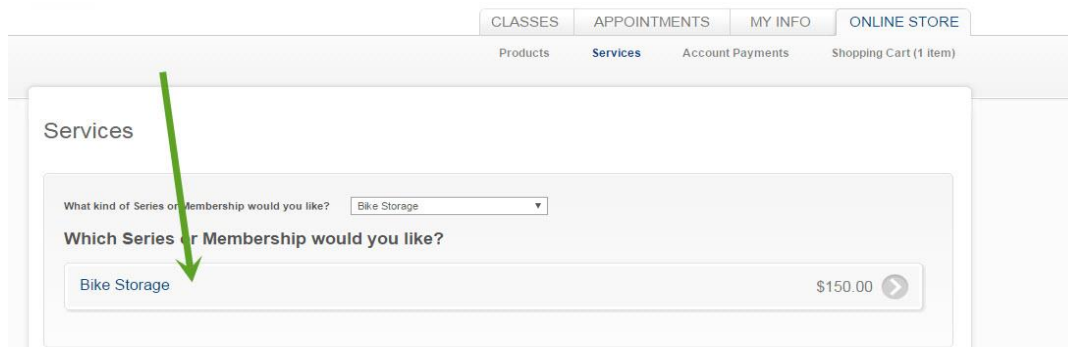 CLASSES APPOINTMENTS MY INFO ONLINE STORE
Products Services Account Payments Shopping Cart (1 item)
Services
What kind of Series or Membership would you like? Bike Storage
Which Series or Membership would you like?
Bike Storage $150.00